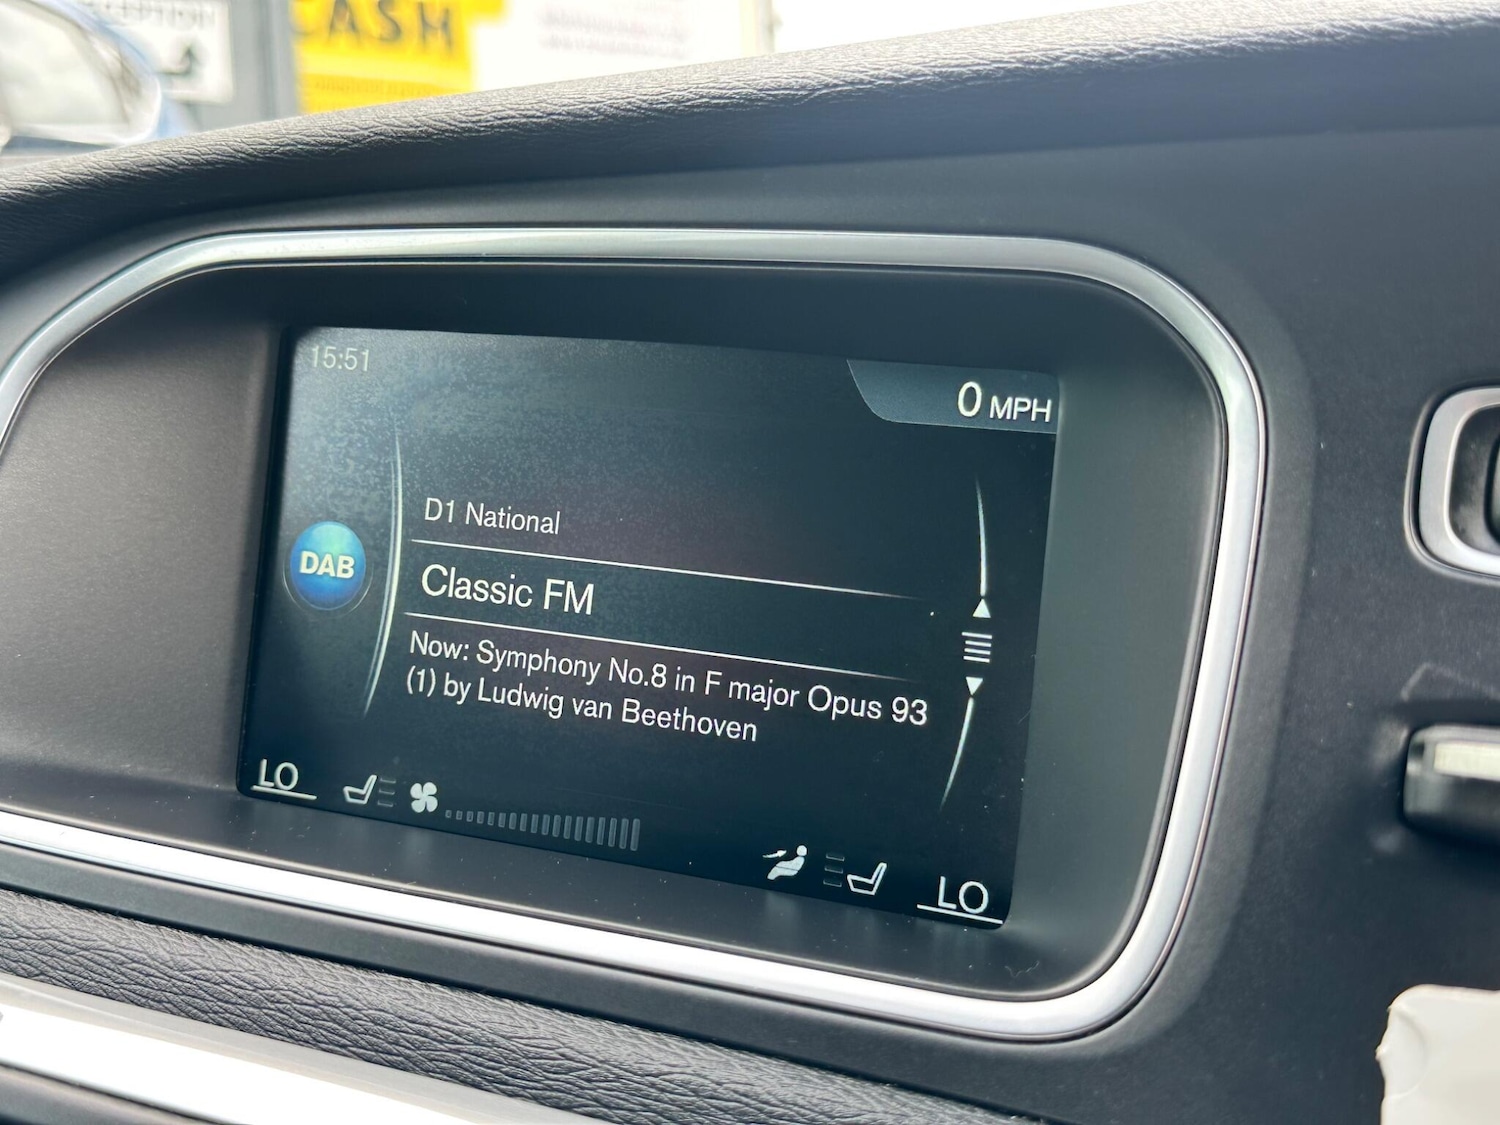 RECEPTION
CASH
15:51
0 MPH
D1 National
DAB
Classic FM
Now: Symphony No.8 in F major Opus 93
(1) by Ludwig van Beethoven
LO
LO